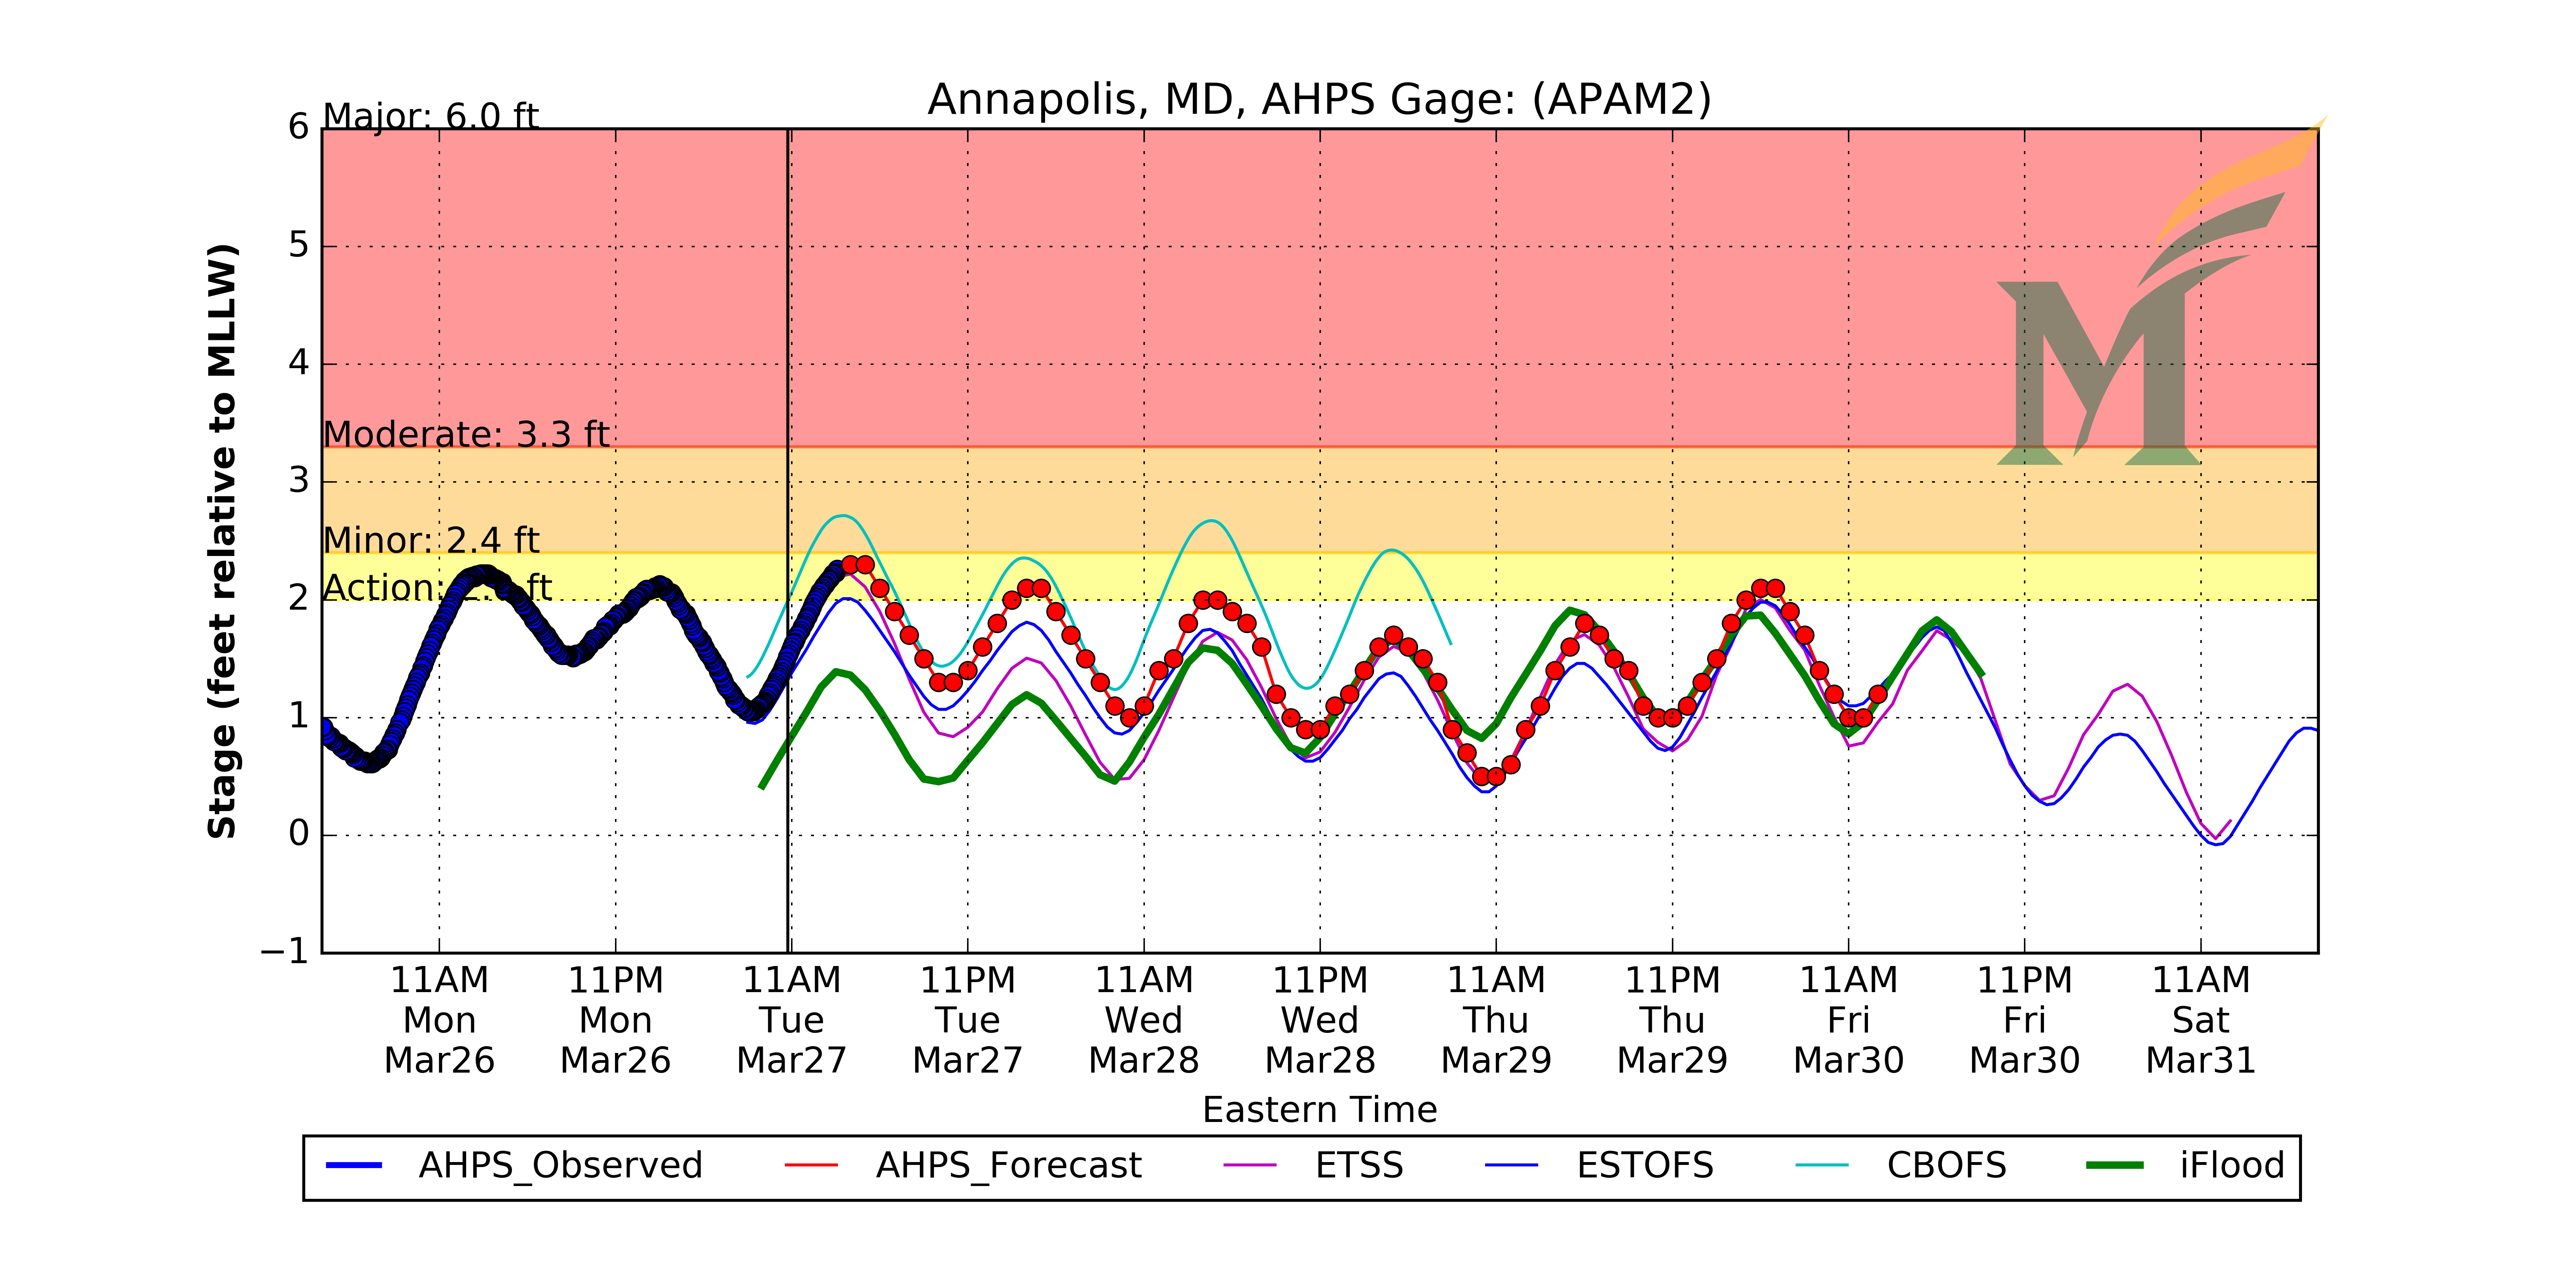 Annapolis, MD, AHPS Gage: (APAM2)
Major: 6.0 ft
Moderate: 3.3 ft
Minor: 2.4 ft
Action: 2.0 ft
Stage (feet relative to MLLW)
6
5
4
3
2
1
0
−1
11AM 11PM 11AM 11PM 11AM 11PM 11AM 11PM 11AM 11PM 11AM
Mon Mon Tue Tue Wed Wed Thu Thu Fri Fri Sat
Mar26 Mar26 Mar27 Mar27 Mar28 Mar28 Mar29 Mar29 Mar30 Mar30 Mar31
Eastern Time
AHPS_Observed AHPS_Forecast ETSS ESTOFS CBOFS iFlood
M